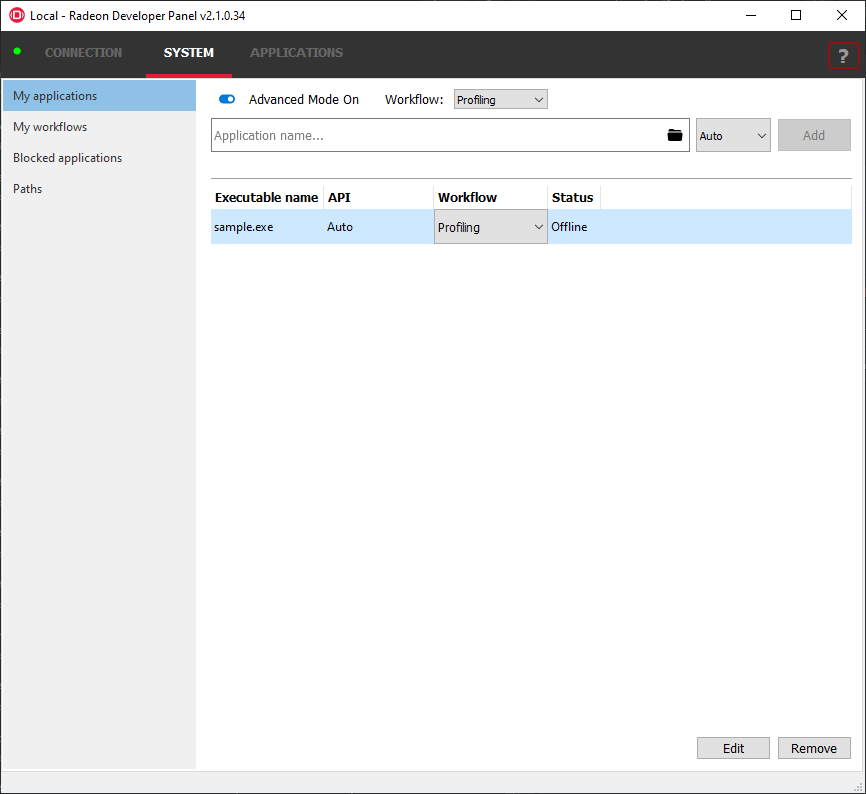 Local - Radeon Developer Panel v2.1.0.34
CONNECTION SYSTEM APPLICATIONS ?
My applications
My workflows
Blocked applications
Paths
Advanced Mode On Workflow: Profiling
Application name... Auto Add
Executable name API Workflow Status
sample.exe Auto Profiling Offline
Edit Remove